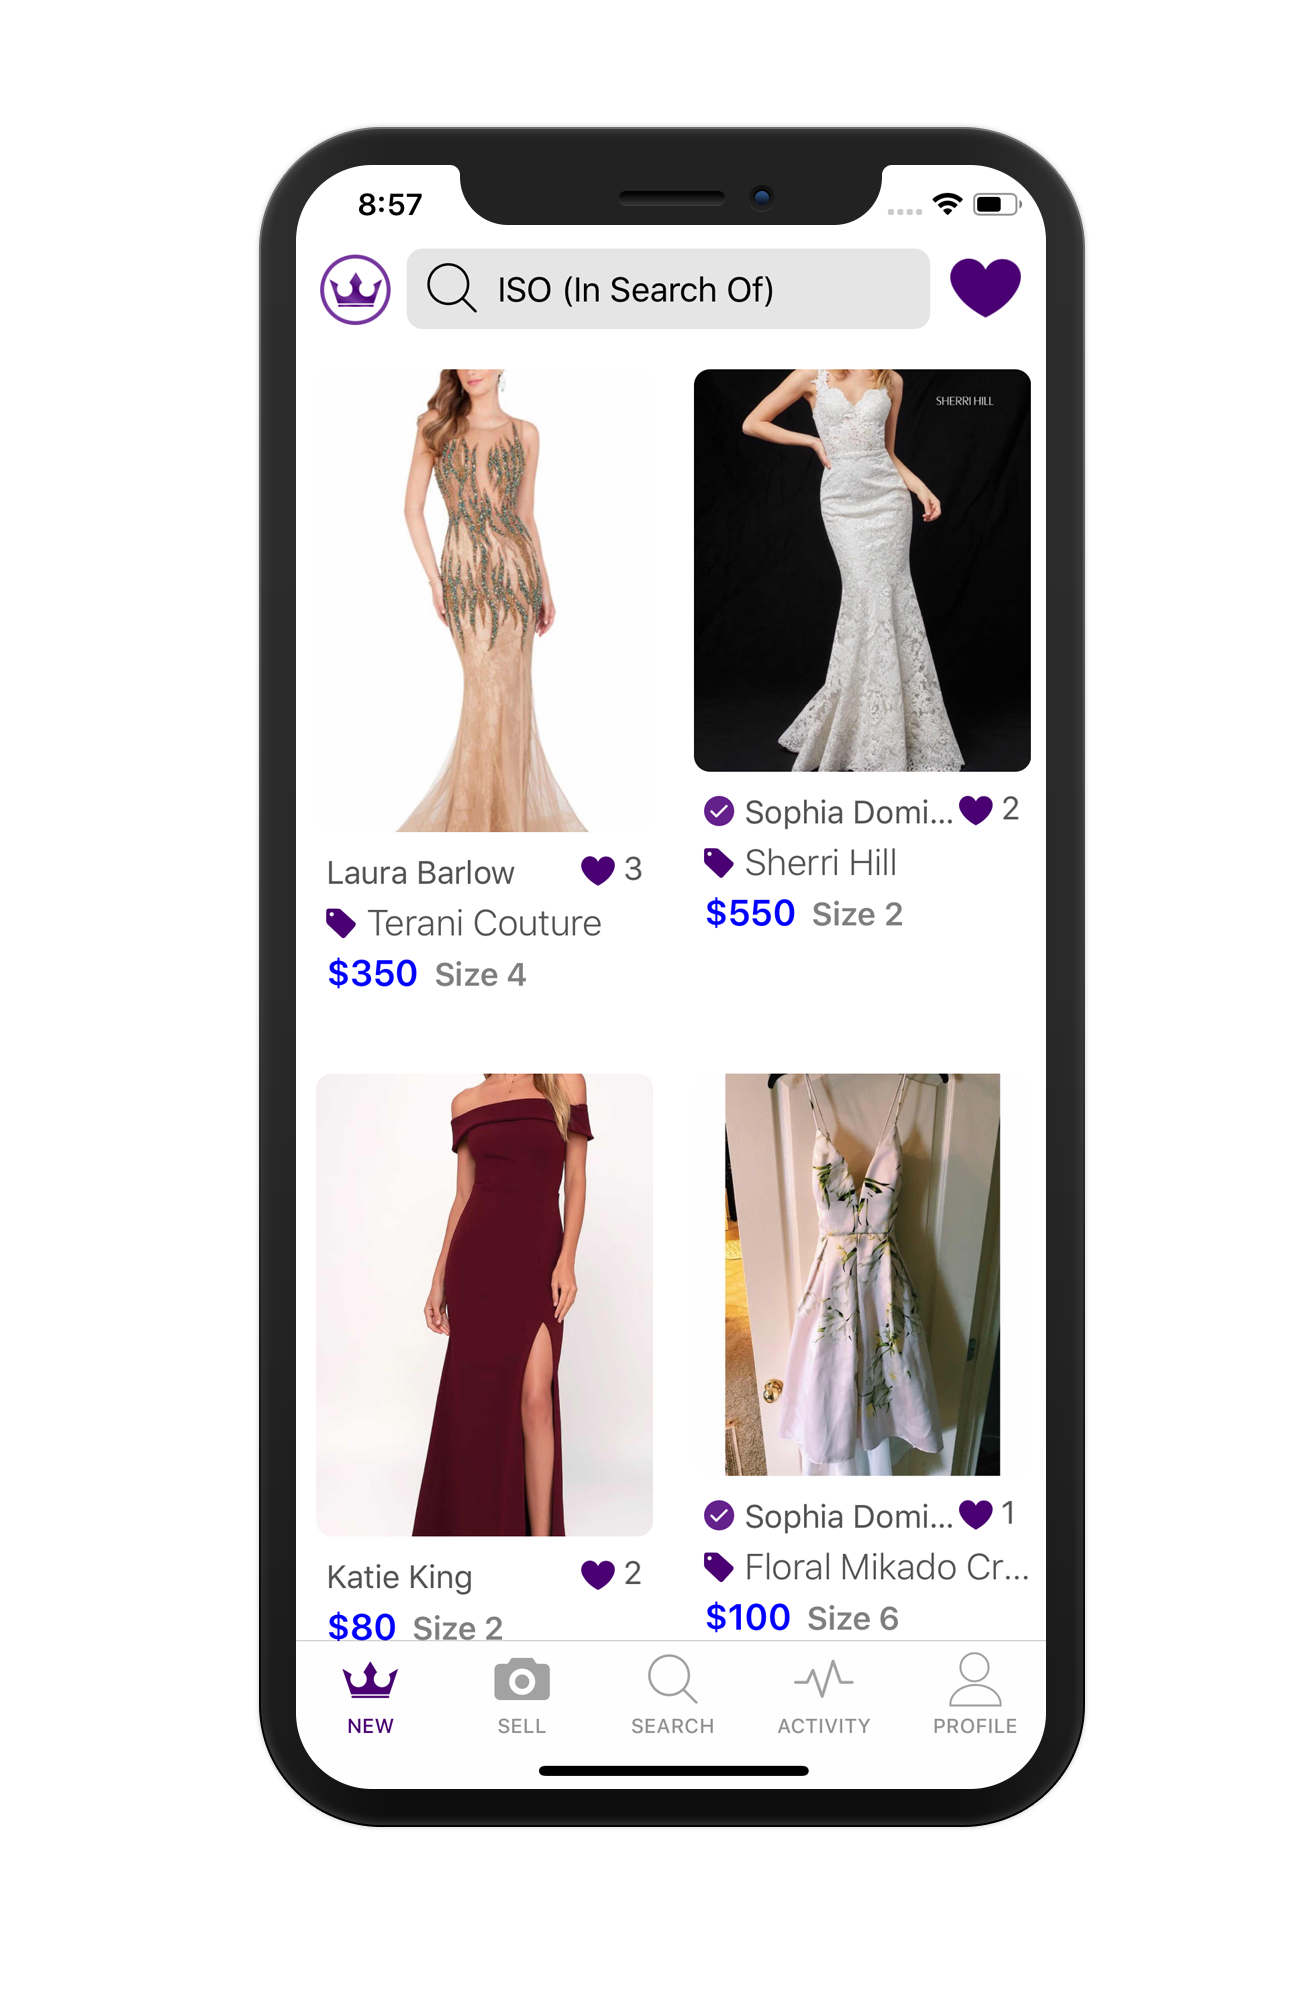 8:57
ISO (In Search Of)
SHERRI HILL
Laura Barlow 3
Terani Couture
$350 Size 4
Sophia Domi... 2
Sherri Hill
$550 Size 2
Katie King 2
$80 Size 2
Sophia Domi... 1
Floral Mikado Cr...
$100 Size 6
NEW
SELL
SEARCH
ACTIVITY
PROFILE